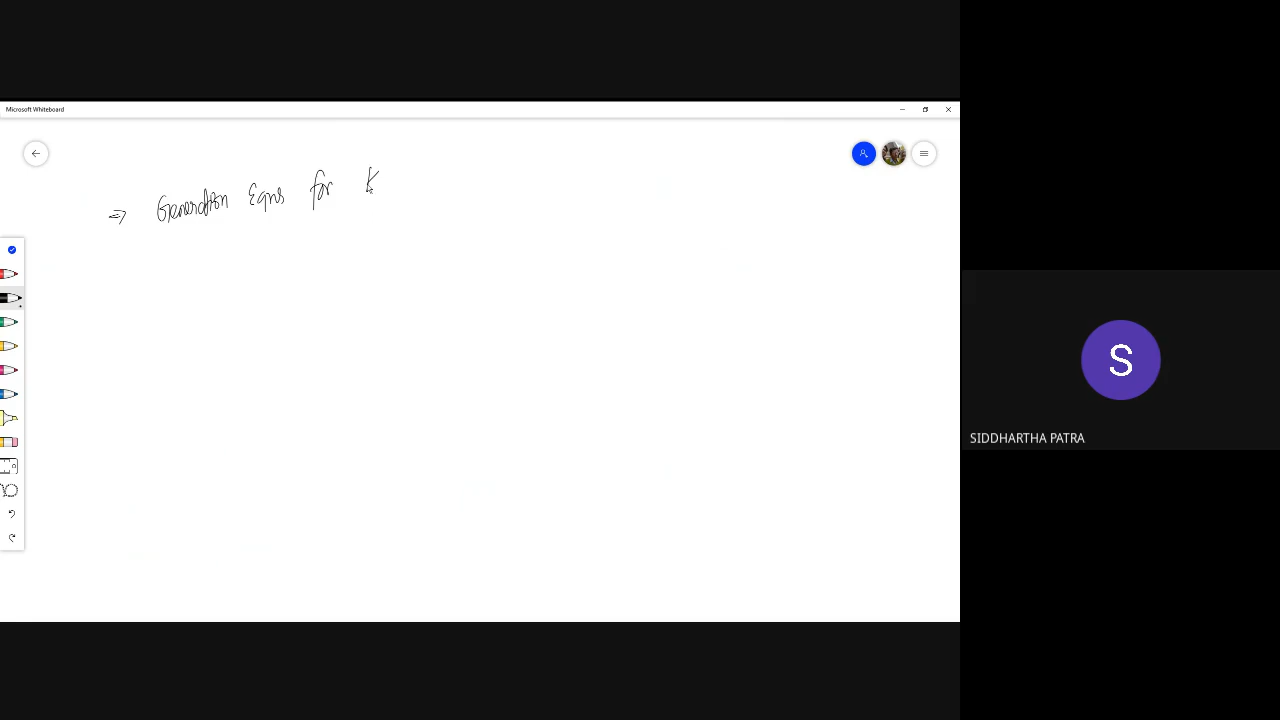 Microsoft Whiteboard
⇒ Generation Eqns for K
S
SIDDHARTHA PATRA